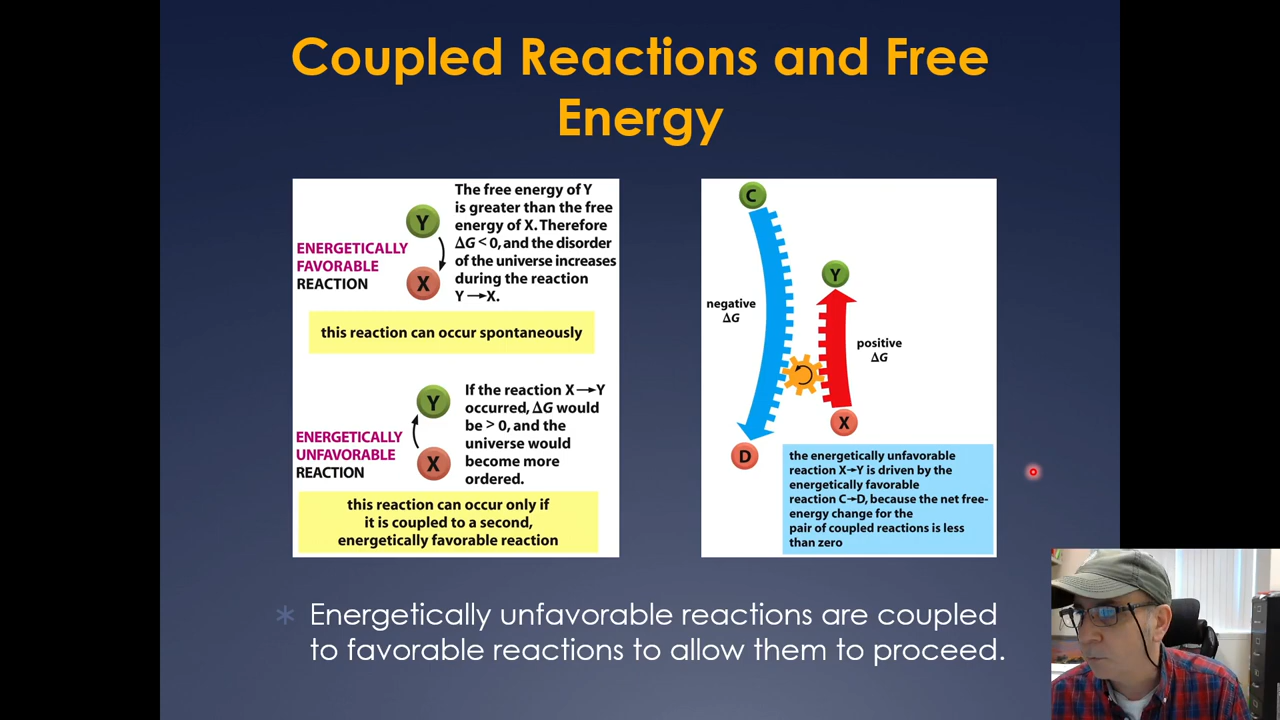 Coupled Reactions and Free
Energy
ENERGETICALLY
FAVORABLE
REACTION
Y
X
The free energy of Y
is greater than the free
energy of X. Therefore
ΔG < 0, and the disorder
of the universe increases
during the reaction
Y→X.
this reaction can occur spontaneously
ENERGETICALLY
UNFAVORABLE
REACTION
Y
X
If the reaction X→Y
occurred, ΔG would
be > 0, and the
universe would
become more
ordered.
this reaction can occur only if
it is coupled to a second,
energetically favorable reaction
C
Y
negative
ΔG
positive
ΔG
X
D
the energetically unfavorable
reaction X→Y is driven by the
energetically favorable
reaction C→D, because the net free-
energy change for the
pair of coupled reactions is less
than zero
* Energetically unfavorable reactions are coupled
to favorable reactions to allow them to proceed.